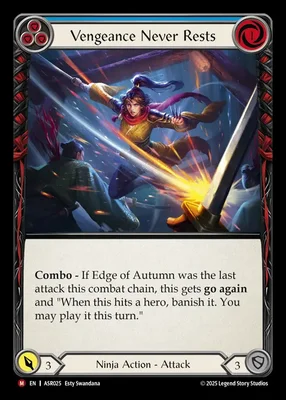 Vengeance Never Rests
Combo - If Edge of Autumn was the last
attack this combat chain, this gets go again
and "When this hits a hero, banish it. You
may play it this turn."
3
Ninja Action - Attack
3
M EN | ASR025 Esty Swandana
© 2025 Legend Story Studios